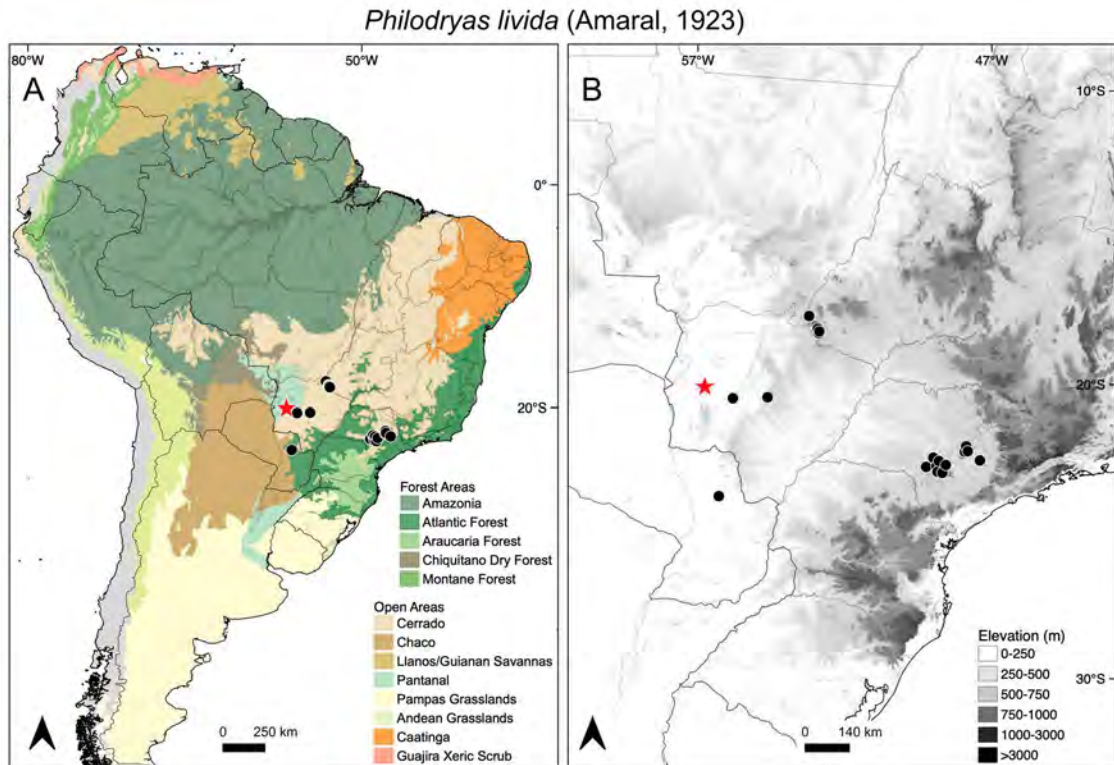 Philodryas livida (Amaral, 1923)
80°W
50°W
A
0°
20°S
Forest Areas
Amazonia
Atlantic Forest
Araucaria Forest
Chiquitano Dry Forest
Montane Forest
Open Areas
Cerrado
Chaco
Llanos/Guianan Savannas
Pantanal
Pampas Grasslands
Andean Grasslands
Caatinga
Guajira Xeric Scrub
0 250 km
57°W
47°W
B
10°S
20°S
30°S
Elevation (m)
0-250
250-500
500-750
750-1000
1000-3000
>3000
0 140 km